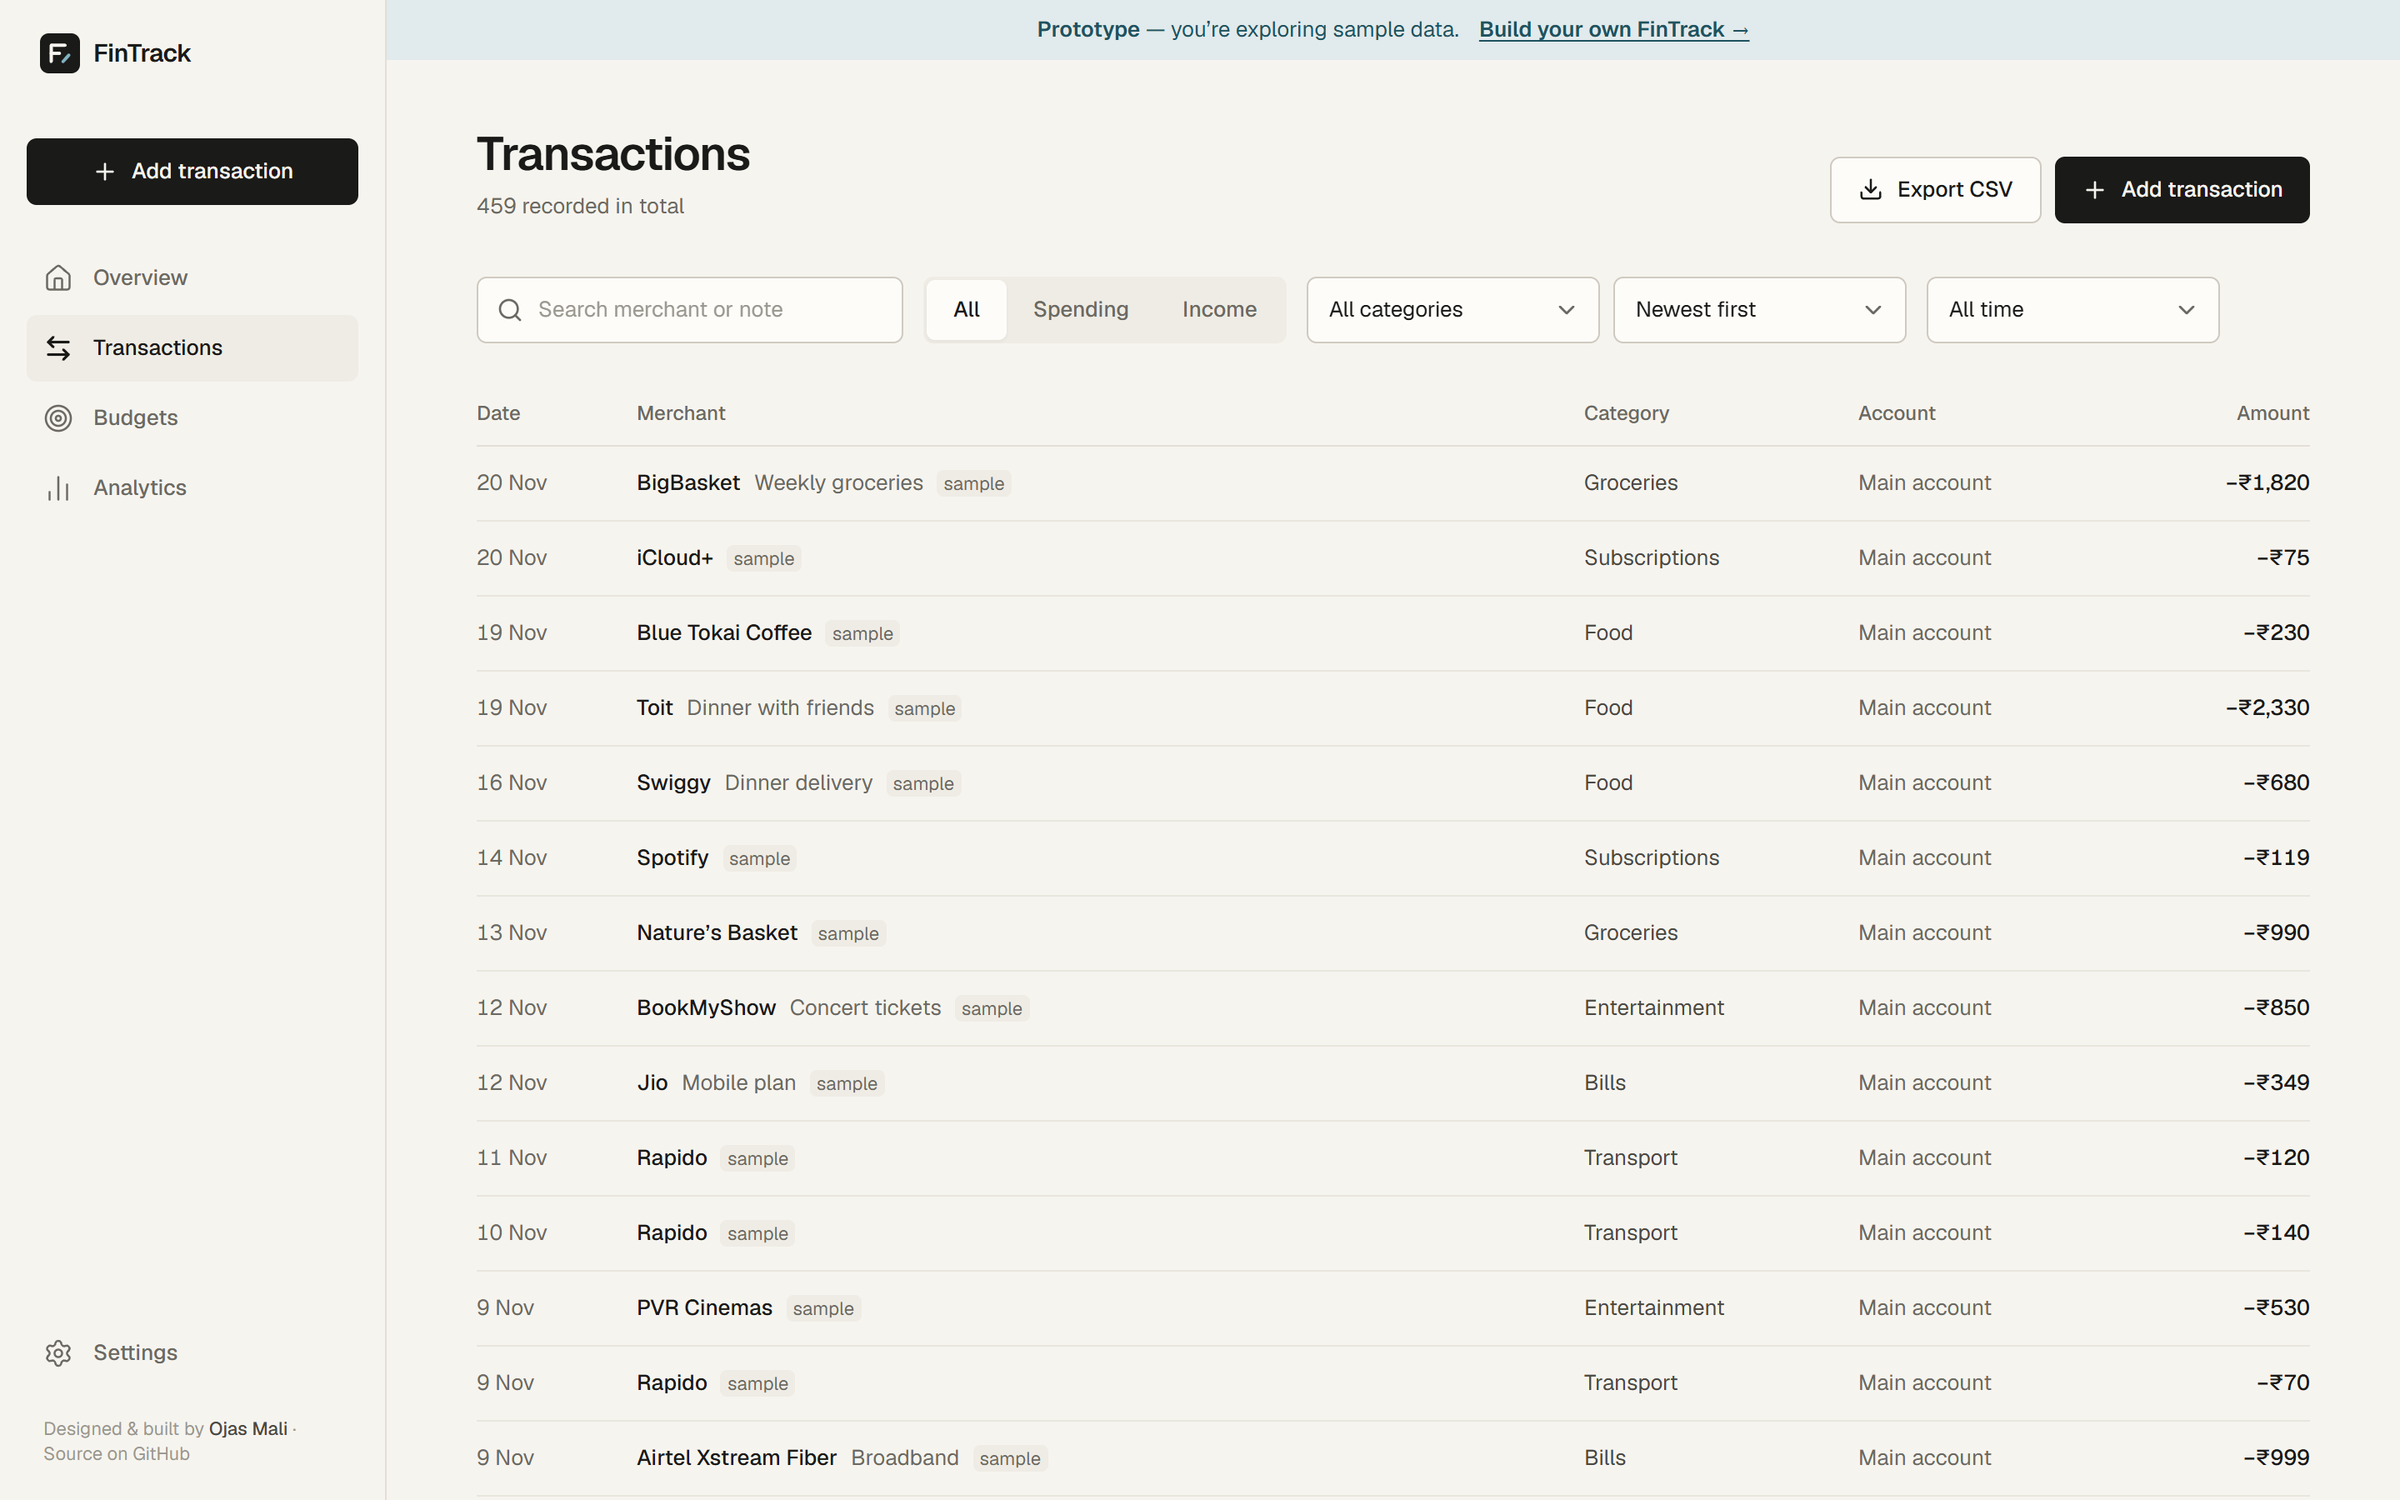 FinTrack
Add transaction
Overview
Transactions
Budgets
Analytics
Settings
Designed & built by Ojas Mali ·
Source on GitHub
Prototype — you’re exploring sample data. Build your own FinTrack →
Transactions
459 recorded in total
Export CSV
Add transaction
Search merchant or note
All Spending Income
All categories
Newest first
All time
Date Merchant Category Account Amount
20 Nov BigBasket Weekly groceries sample Groceries Main account −₹1,820
20 Nov iCloud+ sample Subscriptions Main account −₹75
19 Nov Blue Tokai Coffee sample Food Main account −₹230
19 Nov Toit Dinner with friends sample Food Main account −₹2,330
16 Nov Swiggy Dinner delivery sample Food Main account −₹680
14 Nov Spotify sample Subscriptions Main account −₹119
13 Nov Nature’s Basket sample Groceries Main account −₹990
12 Nov BookMyShow Concert tickets sample Entertainment Main account −₹850
12 Nov Jio Mobile plan sample Bills Main account −₹349
11 Nov Rapido sample Transport Main account −₹120
10 Nov Rapido sample Transport Main account −₹140
9 Nov PVR Cinemas sample Entertainment Main account −₹530
9 Nov Rapido sample Transport Main account −₹70
9 Nov Airtel Xstream Fiber Broadband sample Bills Main account −₹999